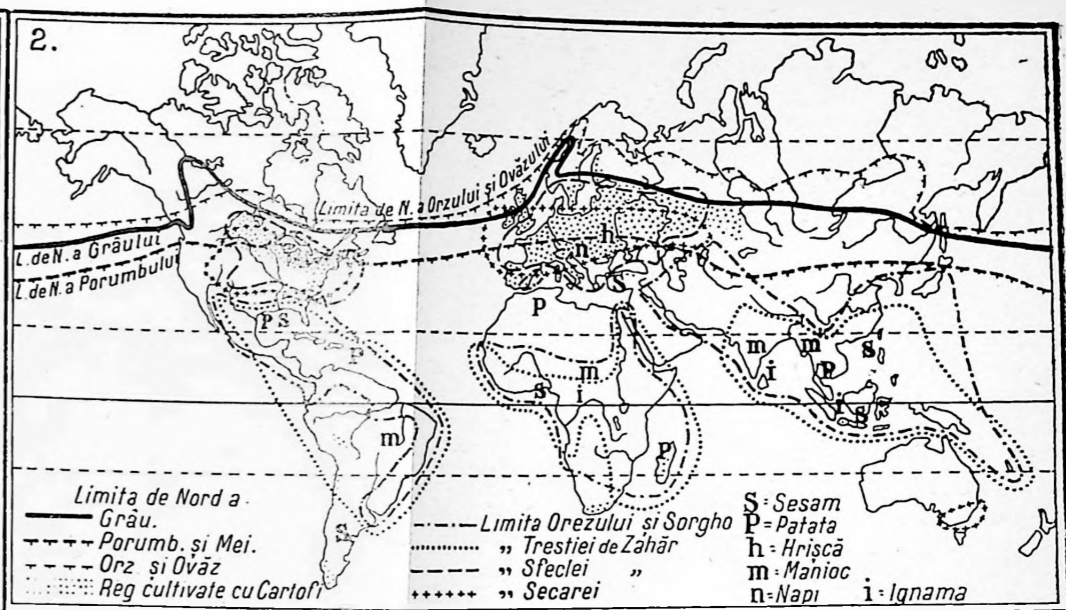 2.
Limita de N. a Orzului și Ovăzului
L. de N. a Grâului
L. de N. a Porumbului
n h
S
p
p s
p
m
m
s
i
m
i
m
p
s
i
s
p
Limita de Nord a.
Grâu.
Porumb. și Mei.
Orz și Ovăz
Reg cultivate cu Cartofi
Limita Orezului și Sorgho
„ Trestiei de Zahăr
„ Sfeclei „
„ Secarei
S = Sesam
P = Patata
h = Hrișcă
m = Manioc
n = Napi i = Ignama